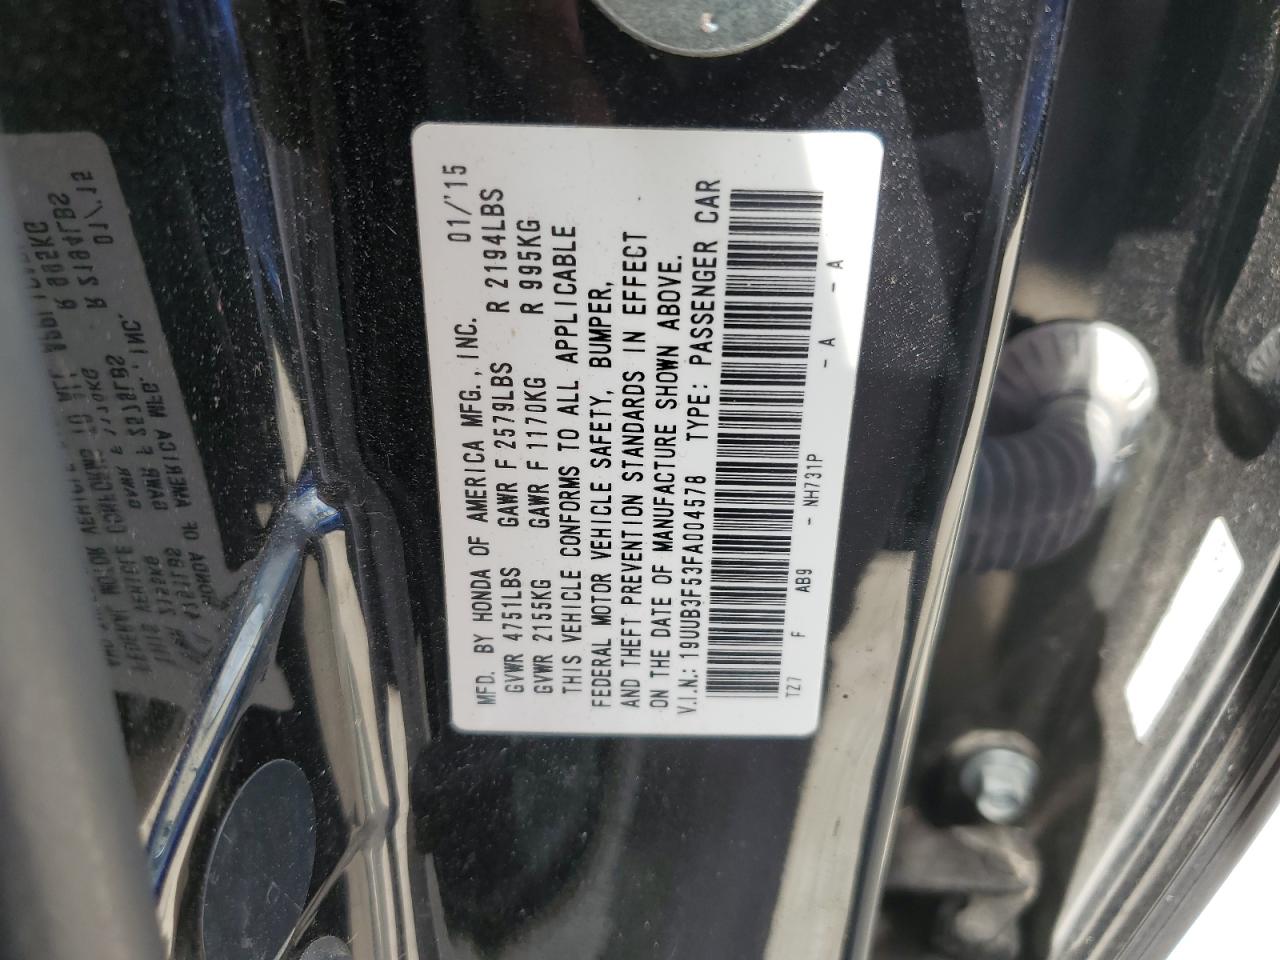 MFD. BY HONDA OF AMERICA MFG., INC. 01/'15
GVWR 4751LBS GAWR F 2579LBS R 2194LBS
GVWR 2155KG GAWR F 1170KG R 995KG
THIS VEHICLE CONFORMS TO ALL APPLICABLE
FEDERAL MOTOR VEHICLE SAFETY, BUMPER,
AND THEFT PREVENTION STANDARDS IN EFFECT
ON THE DATE OF MANUFACTURE SHOWN ABOVE.
V.I.N.: 19UUB3F53FA004578 TYPE: PASSENGER CAR
TZ7 F AB9 - NH731P - A - A